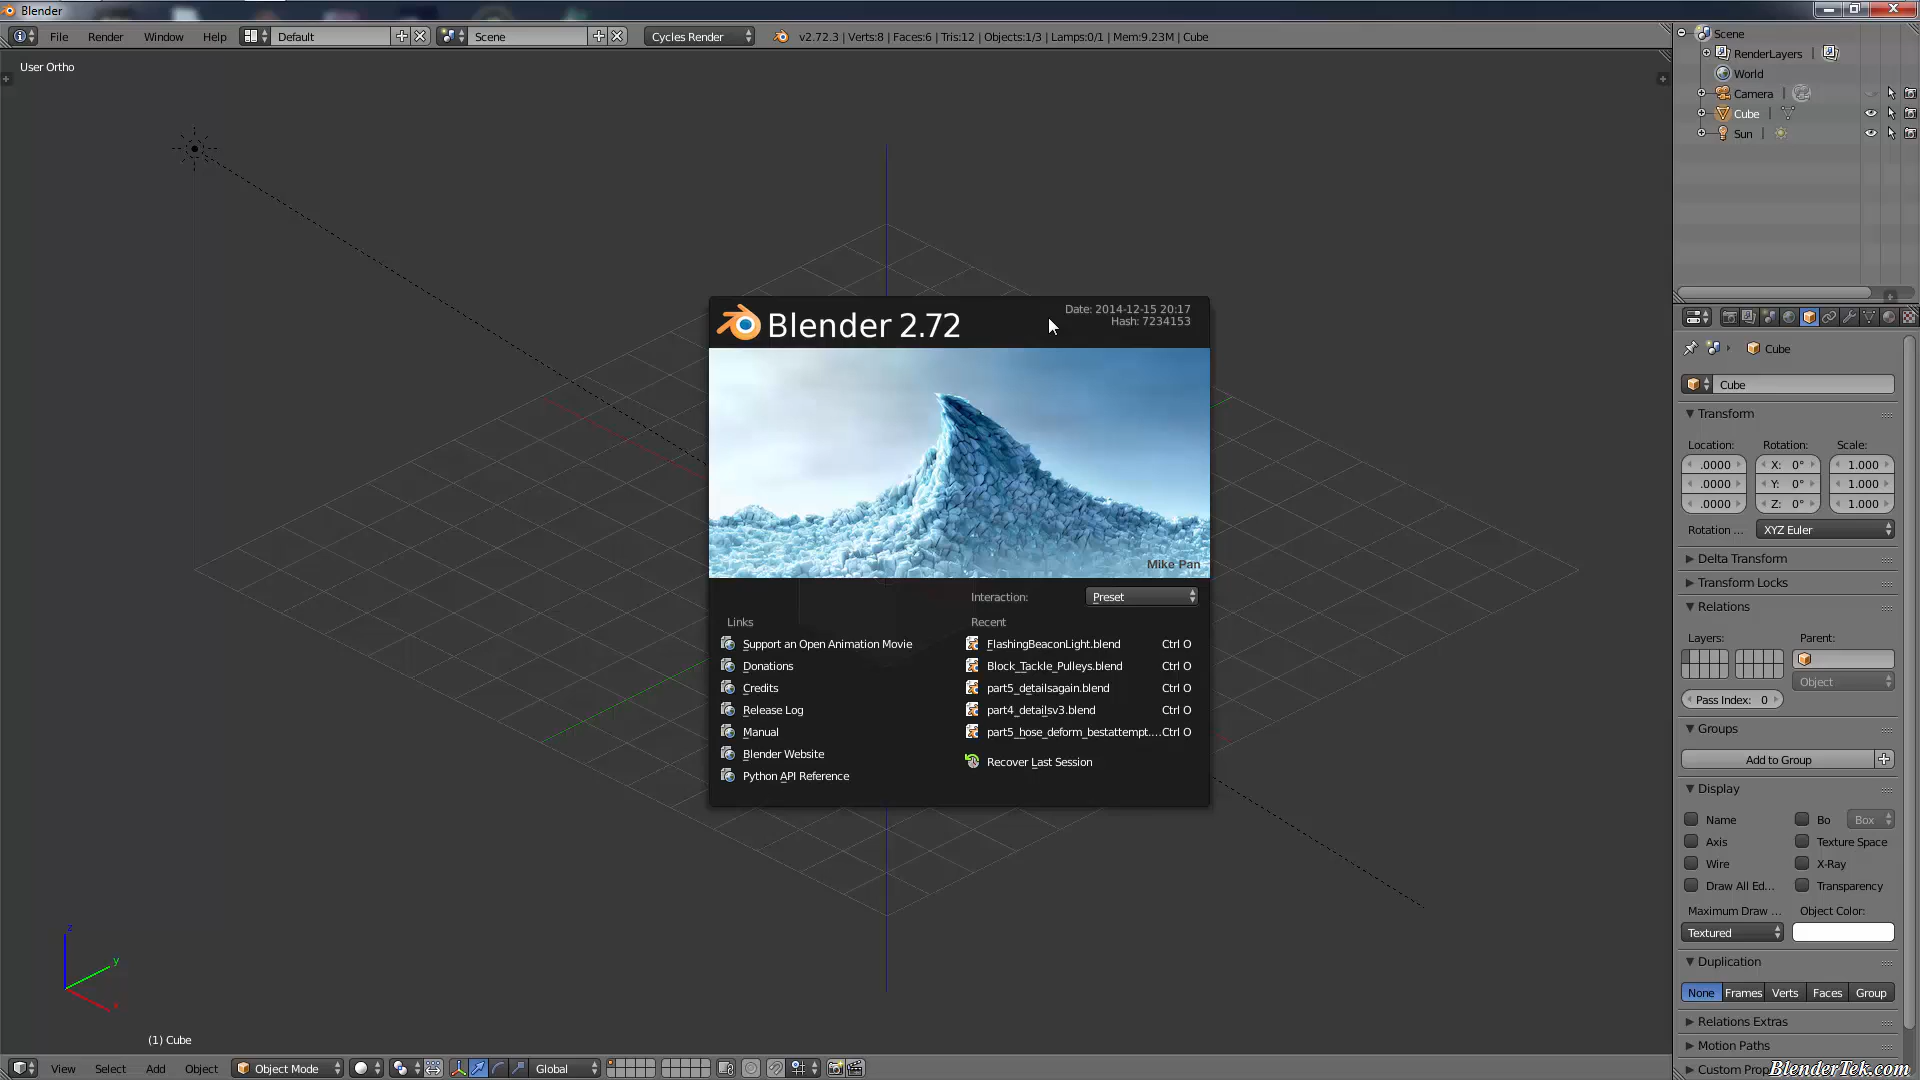 Blender
File Render Window Help Default Scene Cycles Render v2.72.3 | Verts:8 | Faces:6 | Tris:12 | Objects:1/3 | Lamps:0/1 | Mem:9.23M | Cube
User Ortho
Scene
RenderLayers
World
Camera
Cube
Sun
Blender 2.72
Date: 2014-12-15 20:17
Hash: 7234153
Mike Pan
Interaction: Preset
Links
Support an Open Animation Movie
Donations
Credits
Release Log
Manual
Blender Website
Python API Reference
Recent
FlashingBeaconLight.blend Ctrl O
Block_Tackle_Pulleys.blend Ctrl O
part5_detailsagain.blend Ctrl O
part4_detailsv3.blend Ctrl O
part5_hose_deform_bestattempt.... Ctrl O
Recover Last Session
Cube
Cube
Transform
Location: Rotation: Scale:
.0000 X: 0° 1.000
.0000 Y: 0° 1.000
.0000 Z: 0° 1.000
Rotation ... XYZ Euler
Delta Transform
Transform Locks
Relations
Layers: Parent:
Object
Pass Index: 0
Groups
Add to Group
Display
Name Bo Box
Axis Texture Space
Wire X-Ray
Draw All Ed... Transparency
Maximum Draw ... Object Color:
Textured
Duplication
None Frames Verts Faces Group
Relations Extras
Motion Paths
Custom Prop
BlenderTek.com
z
y
x
(1) Cube
View Select Add Object Object Mode Global